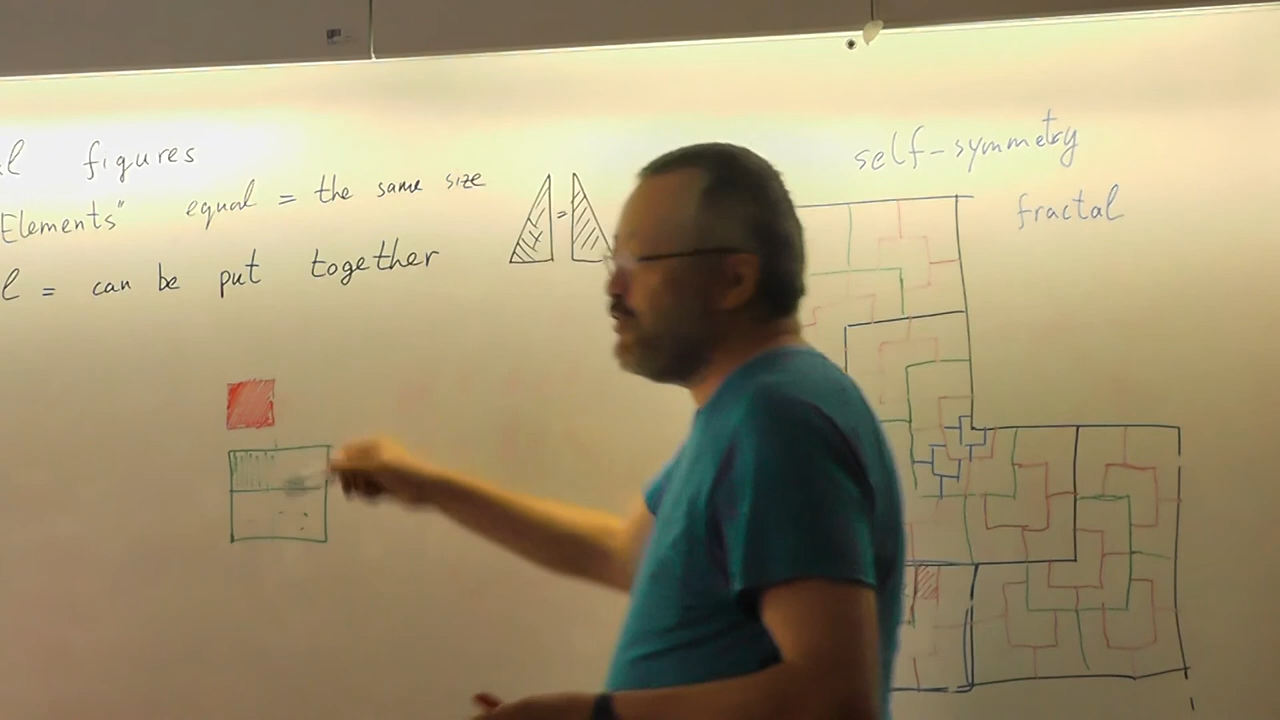 figures
Elements" equal = the same size
= can be put together
=
self-symmetry
fractal